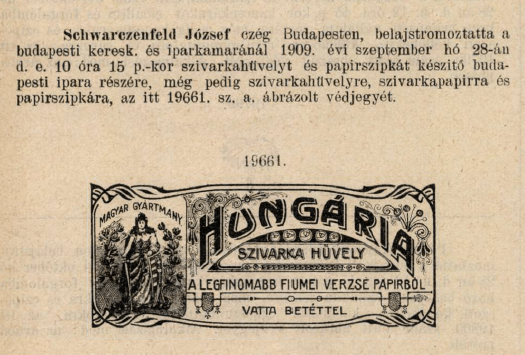 Schwarczenfeld József czég Budapesten, belajstromoztatta a
budapesti keresk. és iparkamaránál 1909. évi szeptember hó 28-án
d. e. 10 óra 15 p.-kor szivarkahüvelyt és papirszipkát készitő buda-
pesti ipara részére, még pedig szivarkahüvelyre, szivarkapapirra és
papirszipkára, az itt 19661. sz. a. ábrázolt védjegyét.
19661.
MAGYAR GYÁRTMÁNY
HUNGÁRIA
SZIVARKA HÜVELY
A LEGFINOMABB FIUMEI VERZSÉ PAPIRBÓL
VATTA BETÉTTEL